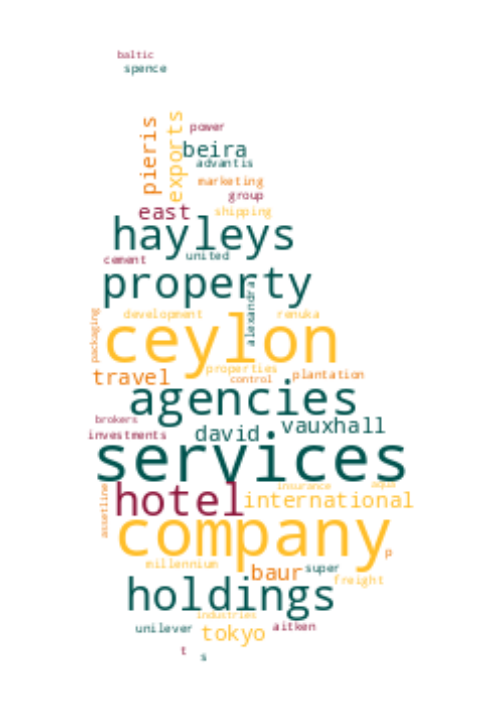 baltic
spence
power
pieris
exports
beira
advantis
marketing
group
east
shipping
hayleys
cement
united
property
alexandra
development
renuka
packaging
ceylon
properties
travel
control
plantation
agencies
brokers
vauxhall
investments
david
services
insurance
aqua
assetline
hotel
international
company
p
millennium
baur
super
freight
holdings
industries
unilever
tokyo
aitken
t
s